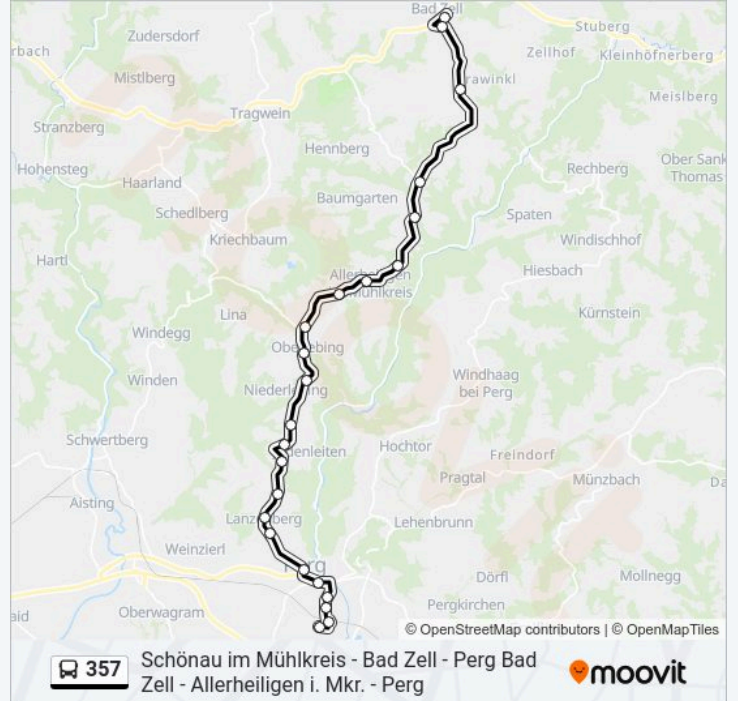 Bad Zell
rbach
Zudersdorf
Stuberg
Zellhof
Kleinhöfnerberg
Mistlberg
rawinkl
Meislberg
Tragwein
Stranzberg
Hennberg
Ober Sank
Thomas
Hohensteg
Rechberg
Haarland
Baumgarten
Schedlberg
Spaten
Kriechbaum
Windischhof
Hartl
Hiesbach
Mühlkreis
Lina
Kürnstein
Windegg
Windhaag
bei Perg
Winden
Schwertberg
Hochtor
Freindorf
Pragtal
Münzbach
Da
Aisting
Lehenbrunn
Weinzierl
Dörfl
Mollnegg
Pergkirchen
aid
Oberwagram
© OpenStreetMap contributors | © OpenMapTiles
357
Schönau im Mühlkreis - Bad Zell - Perg Bad
Zell - Allerheiligen i. Mkr. - Perg
moovit